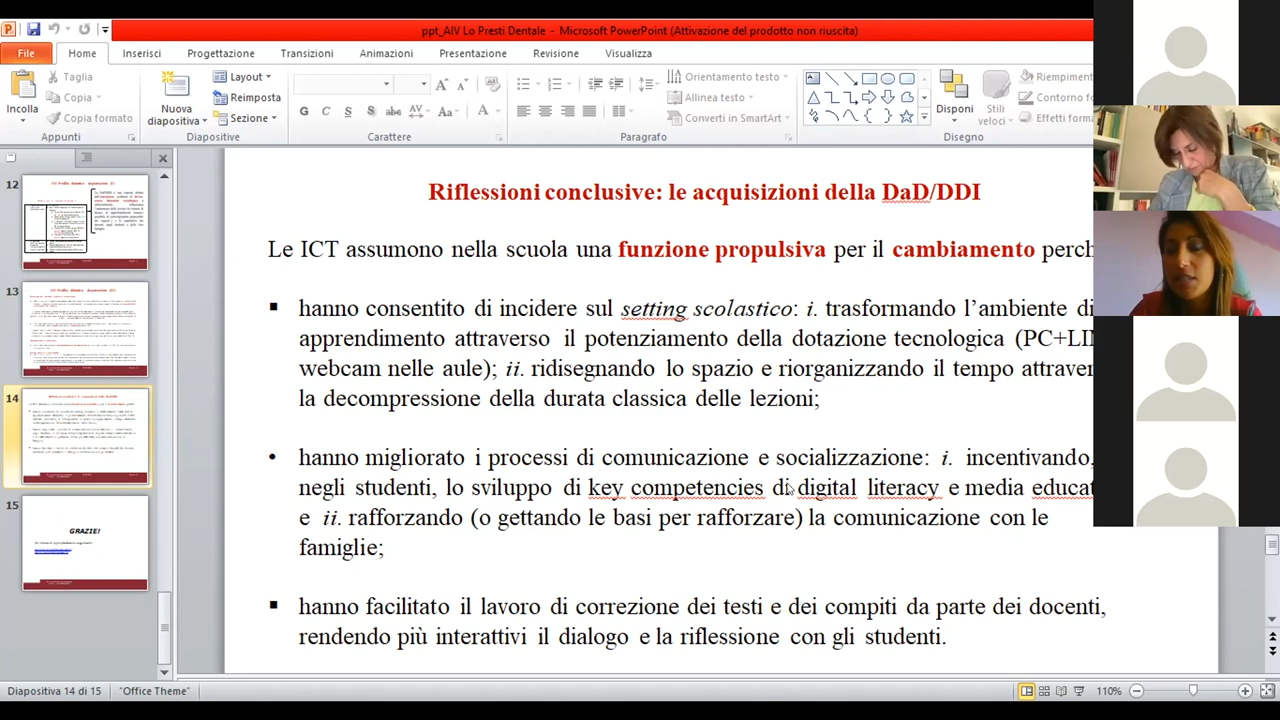 ppt_AIV Lo Presti Dentale - Microsoft PowerPoint (Attivazione del prodotto non riuscita)
File Home Inserisci Progettazione Transizioni Animazioni Presentazione Revisione Visualizza
Incolla
Taglia
Copia
Copia formato
Appunti
Nuova
diapositiva
Layout
Reimposta
Sezione
Diapositive
G C S S abc AV Aa A
Carattere
Paragrafo
Orientamento testo
Allinea testo
Converti in SmartArt
Disponi
Stili
veloci
Riempimen
Contorno fo
Effetti forma
Disegno
12
13
14
15
GRAZIE!
Riflessioni conclusive: le acquisizioni della DaD/DDI
Le ICT assumono nella scuola una funzione propulsiva per il cambiamento perch
hanno consentito di incidere sul setting scolastico: i. trasformando l’ambiente di
apprendimento attraverso il potenziamento della dotazione tecnologica (PC+LI
webcam nelle aule); ii. ridisegnando lo spazio e riorganizzando il tempo attraver
la decompressione della durata classica delle lezioni;
• hanno migliorato i processi di comunicazione e socializzazione: i. incentivando,
negli studenti, lo sviluppo di key competencies di digital literacy e media educat
e ii. rafforzando (o gettando le basi per rafforzare) la comunicazione con le
famiglie;
hanno facilitato il lavoro di correzione dei testi e dei compiti da parte dei docenti,
rendendo più interattivi il dialogo e la riflessione con gli studenti.
Diapositiva 14 di 15 "Office Theme" 110%